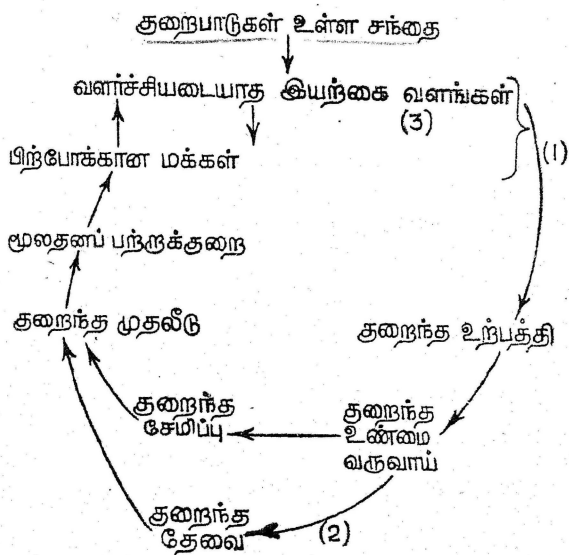 குறைபாடுகள் உள்ள சந்தை
வளர்ச்சியடையாத இயற்கை வளங்கள்
(3)
(1)
பிற்போக்கான மக்கள்
மூலதனப் பற்றாக்குறை
குறைந்த முதலீடு
குறைந்த உற்பத்தி
குறைந்த
சேமிப்பு
குறைந்த
உண்மை
வருவாய்
குறைந்த
தேவை
(2)